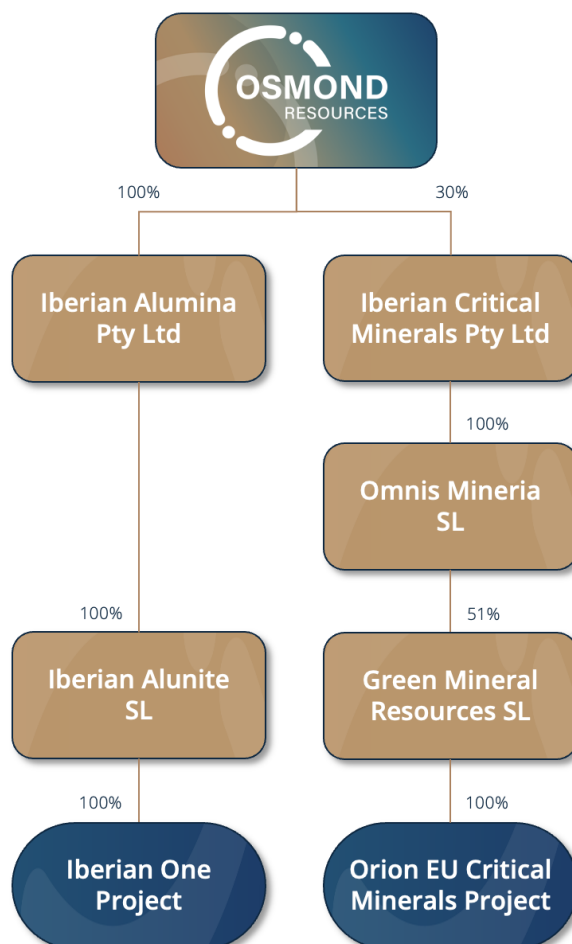 OSMOND
RESOURCES
100%
30%
Iberian Alumina
Pty Ltd
Iberian Critical
Minerals Pty Ltd
100%
Omnis Mineria
SL
100%
51%
Iberian Alunite
SL
Green Mineral
Resources SL
100%
100%
Iberian One
Project
Orion EU Critical
Minerals Project